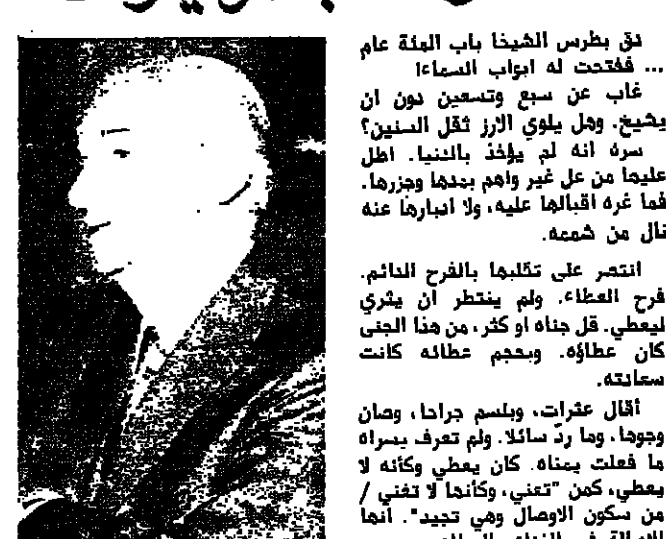 دق بطرس الشيخا باب المئة عام
... ففتحت له ابواب السماء!
غاب عن سبع وتسعين دون ان
يشيخ. وهل يلوي الارز ثقل السنين؟
سره انه لم يؤخذ بالدنيا. اطل
عليها من عل غير واهم بمدها وجزرها.
فما غره اقبالها عليه، ولا ادبارها عنه
نال من شممه.
انتصر على تقلبها بالفرح الدائم.
فرح العطاء. ولم ينتطر ان يثري
ليعطي. قل جناه او كثر، من هذا الجنى
كان عطاؤه. وبحجم عطائه كانت
سعادته.
أقال عثرات، وبلسم جراحا، وصان
وجوها، وما ردّ سائلا. ولم تعرف يسراه
ما فعلت يمناه. كان يعطي وكأنه لا
يعطي، كمن "تغني، وكأنها لا تغني /
من سكون الاوصال وهي تجيد". انها